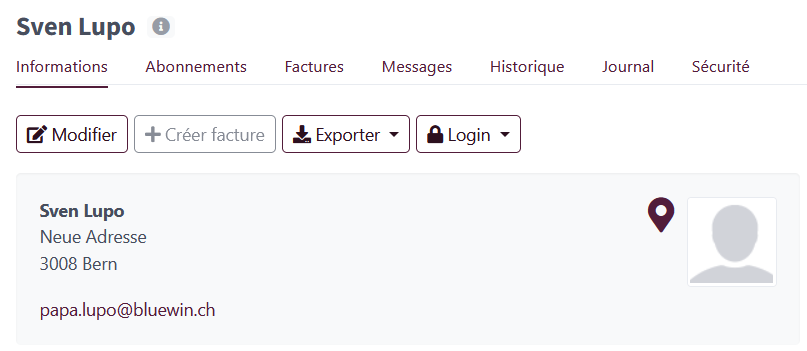 Sven Lupo
Informations Abonnements Factures Messages Historique Journal Sécurité
Modifier Créer facture Exporter Login
Sven Lupo
Neue Adresse
3008 Bern
papa.lupo@bluewin.ch